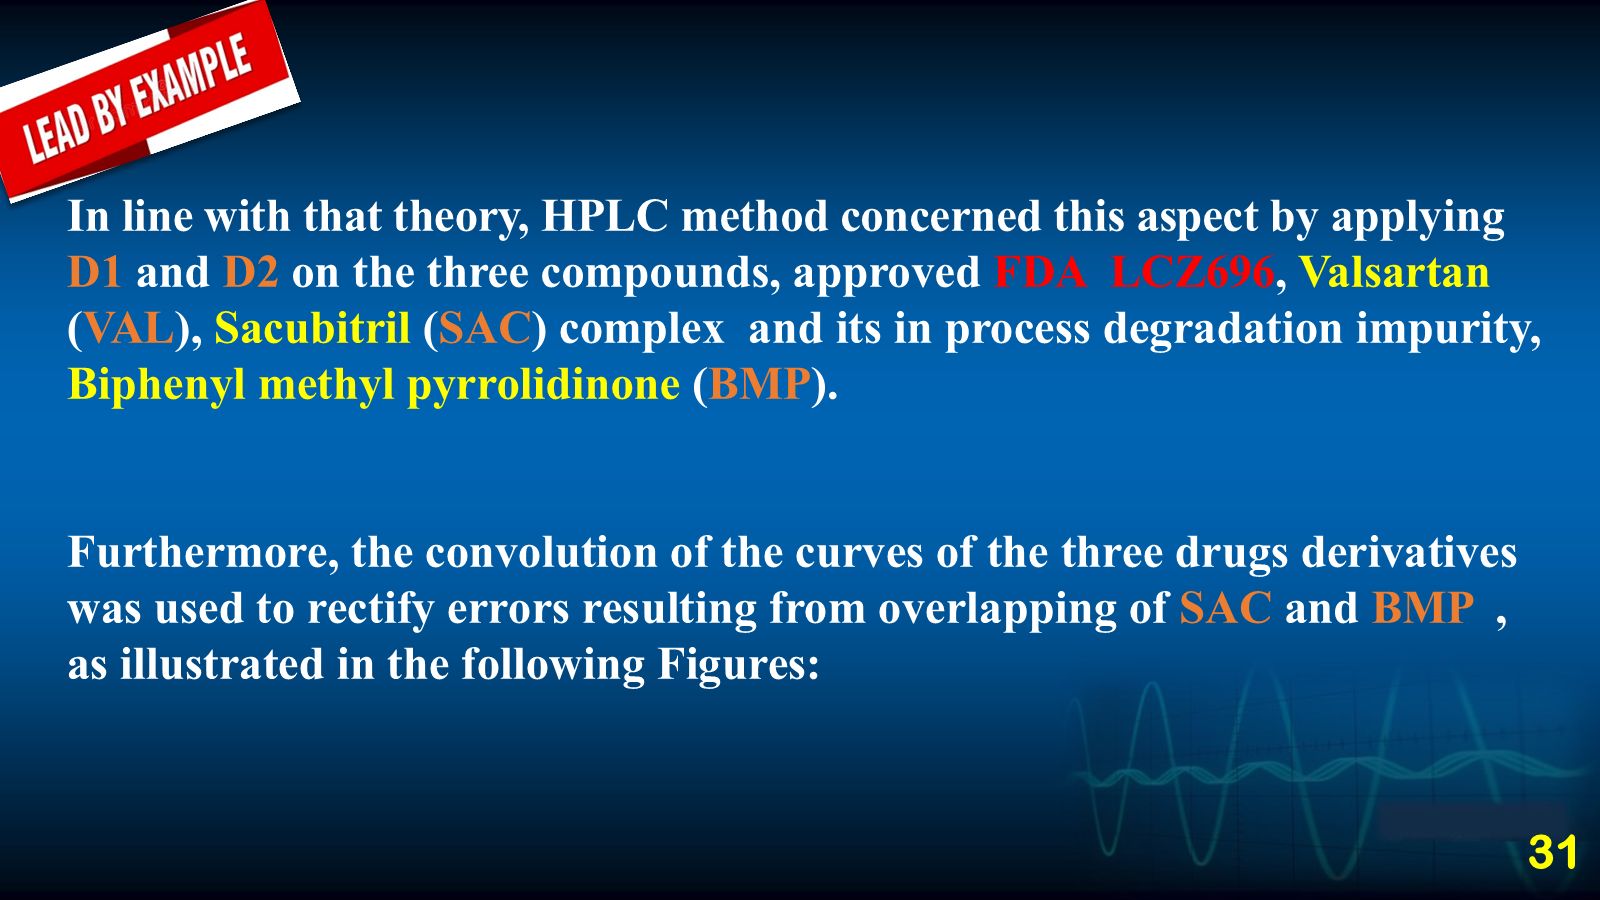 LEAD BY EXAMPLE
In line with that theory, HPLC method concerned this aspect by applying
D1 and D2 on the three compounds, approved FDA LCZ696, Valsartan
(VAL), Sacubitril (SAC) complex and its in process degradation impurity,
Biphenyl methyl pyrrolidinone (BMP).
Furthermore, the convolution of the curves of the three drugs derivatives
was used to rectify errors resulting from overlapping of SAC and BMP ,
as illustrated in the following Figures:
31